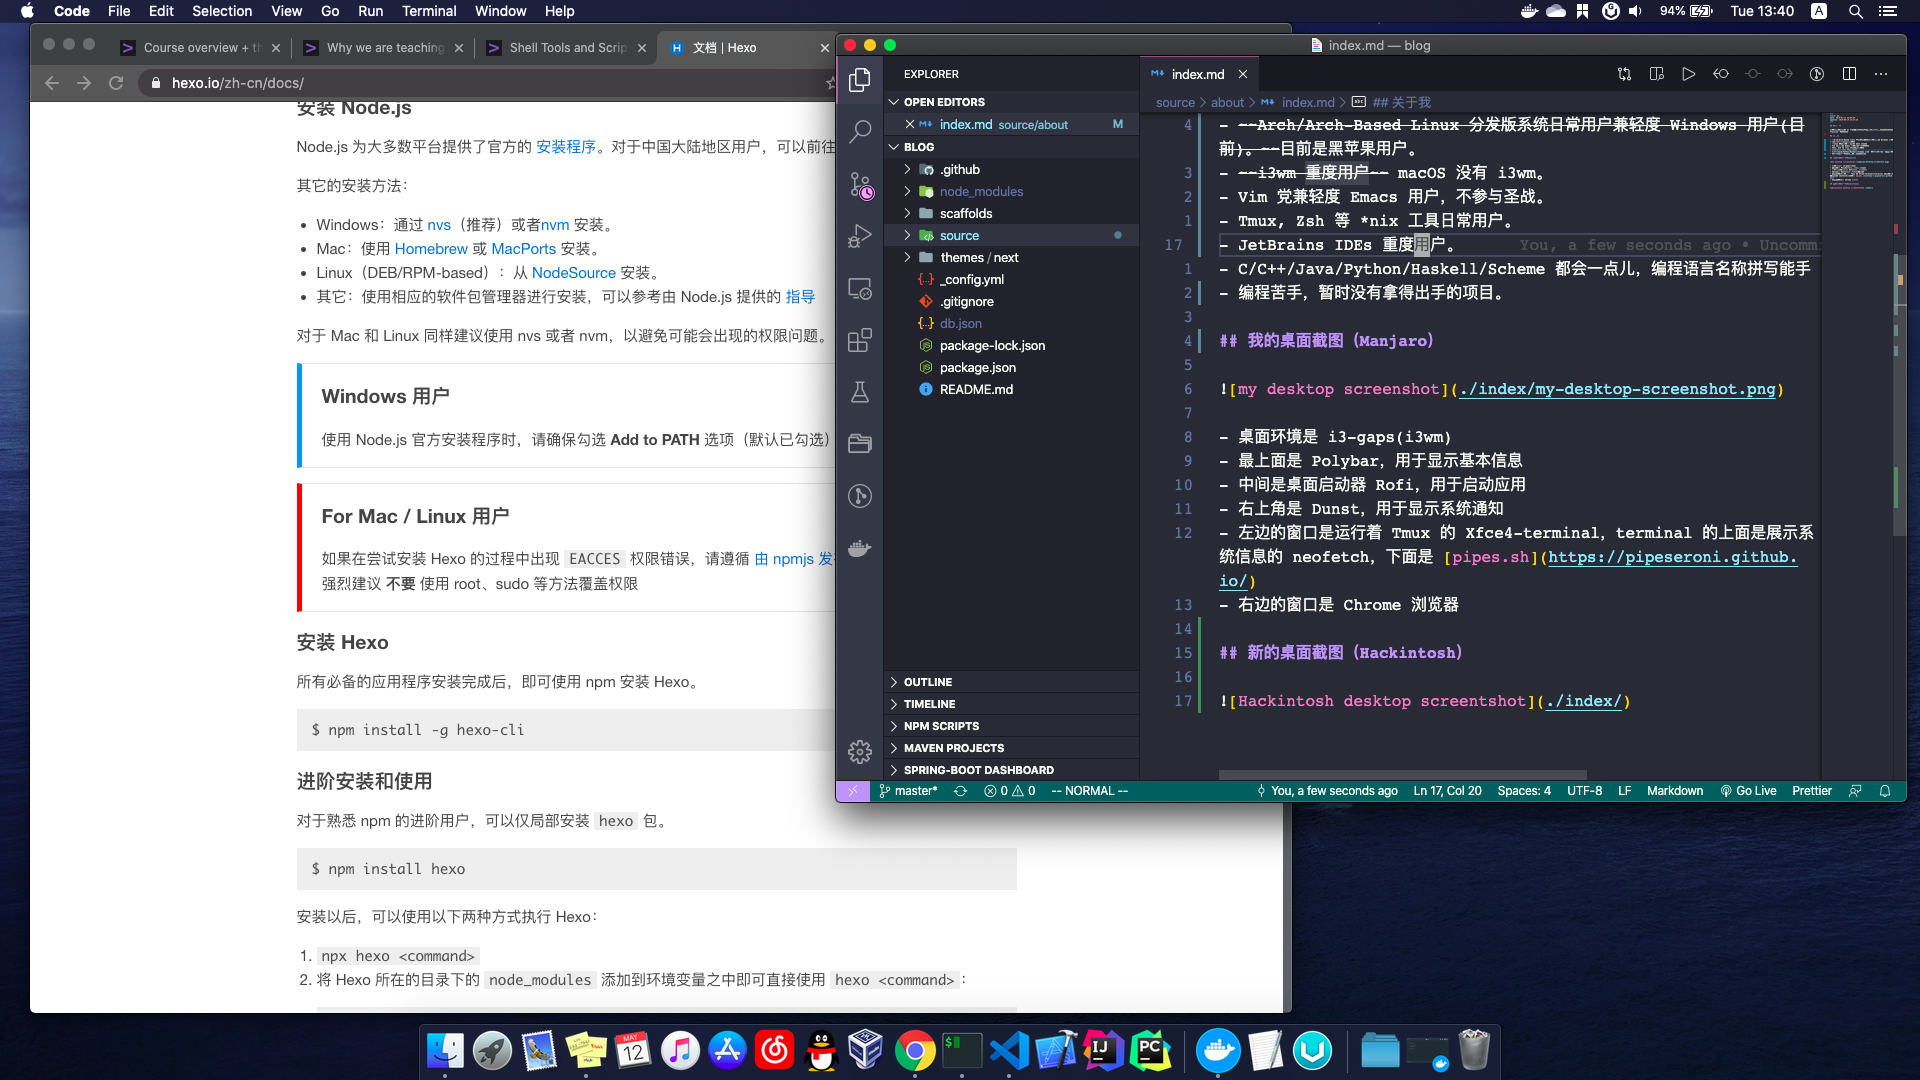 Code File Edit Selection View Go Run Terminal Window Help
94% Tue 13:40 A
Course overview + th
Why we are teaching
Shell Tools and Scrip
文档 | Hexo
hexo.io/zh-cn/docs/
安装 Node.js
Node.js 为大多数平台提供了官方的 安装程序。对于中国大陆地区用户，可以前往
其它的安装方法：
Windows：通过 nvs（推荐）或者nvm 安装。
Mac：使用 Homebrew 或 MacPorts 安装。
Linux（DEB/RPM-based）：从 NodeSource 安装。
其它：使用相应的软件包管理器进行安装，可以参考由 Node.js 提供的 指导
对于 Mac 和 Linux 同样建议使用 nvs 或者 nvm，以避免可能会出现的权限问题。
Windows 用户
使用 Node.js 官方安装程序时，请确保勾选 Add to PATH 选项（默认已勾选）
For Mac / Linux 用户
如果在尝试安装 Hexo 的过程中出现 EACCES 权限错误，请遵循 由 npmjs 发
强烈建议 不要 使用 root、sudo 等方法覆盖权限
安装 Hexo
所有必备的应用程序安装完成后，即可使用 npm 安装 Hexo。
$ npm install -g hexo-cli
进阶安装和使用
对于熟悉 npm 的进阶用户，可以仅局部安装 hexo 包。
$ npm install hexo
安装以后，可以使用以下两种方式执行 Hexo：
1. npx hexo <command>
2. 将 Hexo 所在的目录下的 node_modules 添加到环境变量之中即可直接使用 hexo <command>：
index.md — blog
EXPLORER
OPEN EDITORS
index.md source/about M
BLOG
.github
node_modules
scaffolds
source
themes / next
_config.yml
.gitignore
db.json
package-lock.json
package.json
README.md
OUTLINE
TIMELINE
NPM SCRIPTS
MAVEN PROJECTS
SPRING-BOOT DASHBOARD
index.md
source > about > index.md > ## 关于我
4 - ~~Arch/Arch-Based Linux 分发版系统日常用户兼轻度 Windows 用户(目
前)。~~目前是黑苹果用户。
3 - ~~i3wm 重度用户~~ macOS 没有 i3wm。
2 - Vim 党兼轻度 Emacs 用户，不参与圣战。
1 - Tmux, Zsh 等 *nix 工具日常用户。
17 - JetBrains IDEs 重度用户。 You, a few seconds ago • Uncommi
1 - C/C++/Java/Python/Haskell/Scheme 都会一点儿，编程语言名称拼写能手
2 - 编程苦手，暂时没有拿得出手的项目。
3
4 ## 我的桌面截图（Manjaro）
5
6 ![my desktop screenshot](./index/my-desktop-screenshot.png)
7
8 - 桌面环境是 i3-gaps(i3wm)
9 - 最上面是 Polybar，用于显示基本信息
10 - 中间是桌面启动器 Rofi，用于启动应用
11 - 右上角是 Dunst，用于显示系统通知
12 - 左边的窗口是运行着 Tmux 的 Xfce4-terminal，terminal 的上面是展示系
统信息的 neofetch，下面是 [pipes.sh](https://pipeseroni.github.
io/)
13 - 右边的窗口是 Chrome 浏览器
14
15 ## 新的桌面截图（Hackintosh）
16
17 ![Hackintosh desktop screentshot](./index/)
master* 0 0 -- NORMAL -- You, a few seconds ago Ln 17, Col 20 Spaces: 4 UTF-8 LF Markdown Go Live Prettier
MAY
12
$
IJ
PC